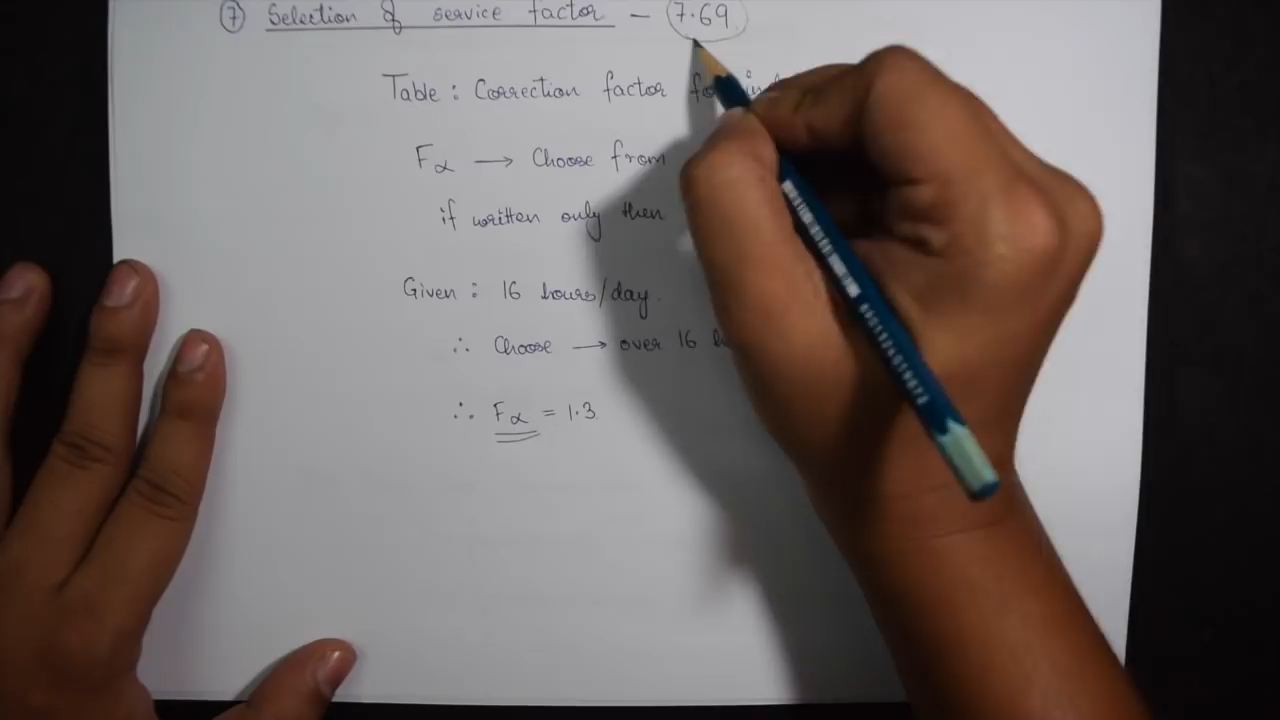 ⑦ Selection of service factor – 7.69
Table : Correction factor for
Fα → Choose from
if written only then
Given : 16 hours/day.
∴ Choose → over 16
∴ Fα = 1.3